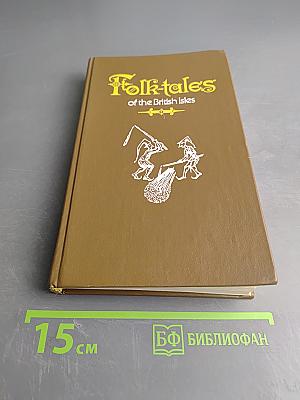 Folk-tales
of the British Isles
15 см
БФ БИБЛИОФАН